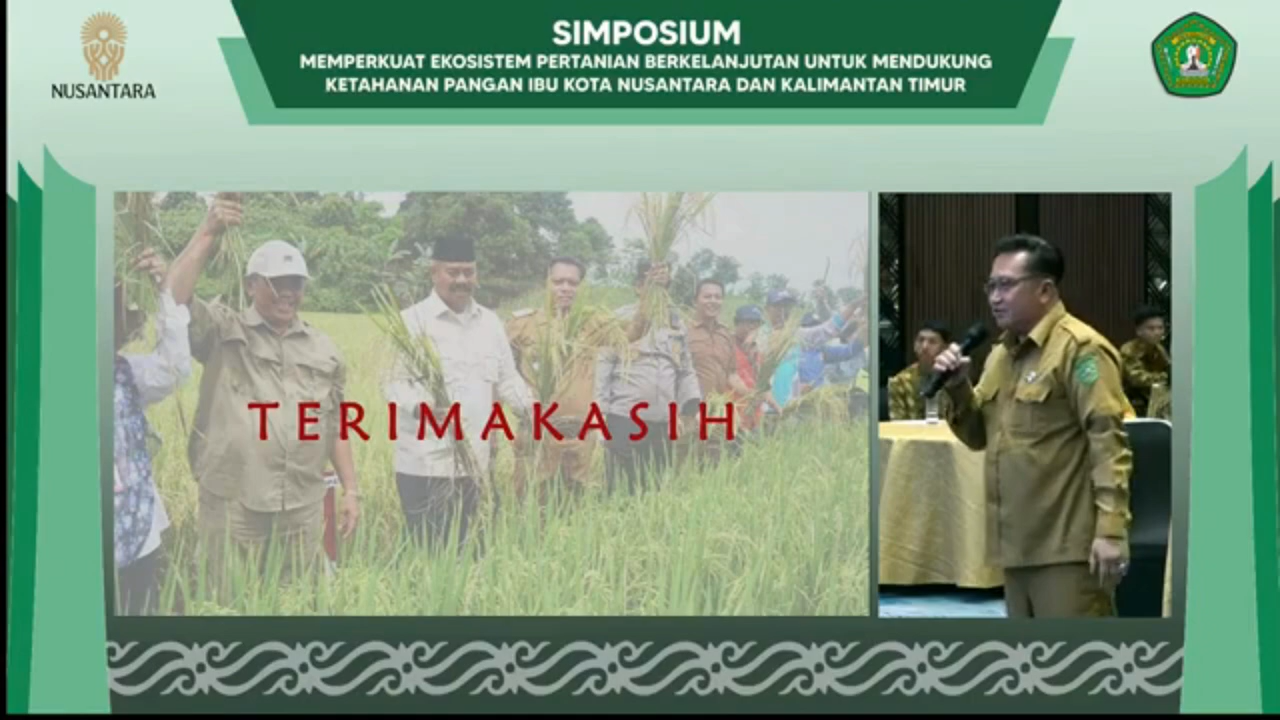 SIMPOSIUM
MEMPERKUAT EKOSISTEM PERTANIAN BERKELANJUTAN UNTUK MENDUKUNG
KETAHANAN PANGAN IBU KOTA NUSANTARA DAN KALIMANTAN TIMUR
NUSANTARA
TERIMAKASIH